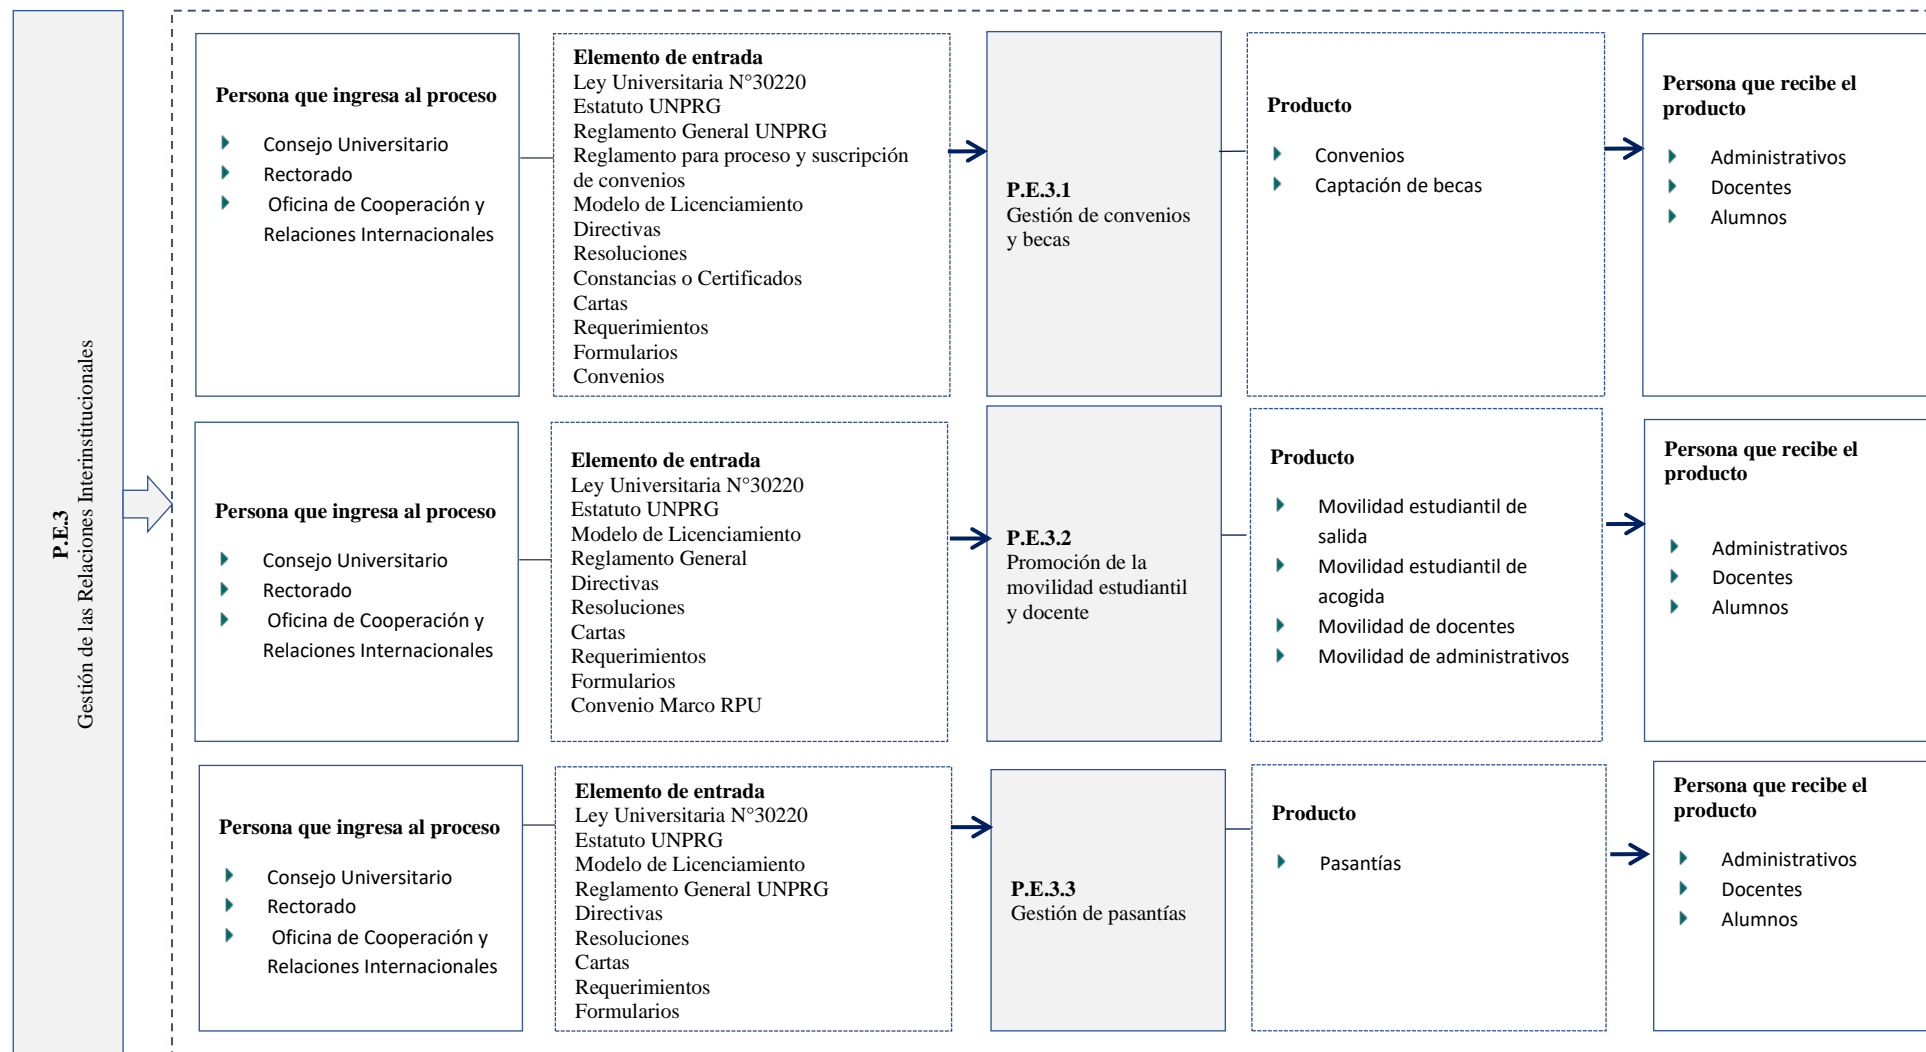 P.E.3
Gestión de las Relaciones Interinstitucionales
Persona que ingresa al proceso
Consejo Universitario
Rectorado
Oficina de Cooperación y
Relaciones Internacionales
Elemento de entrada
Ley Universitaria N°30220
Estatuto UNPRG
Reglamento General UNPRG
Reglamento para proceso y suscripción
de convenios
Modelo de Licenciamiento
Directivas
Resoluciones
Constancias o Certificados
Cartas
Requerimientos
Formularios
Convenios
P.E.3.1
Gestión de convenios
y becas
Producto
Convenios
Captación de becas
Persona que recibe el
producto
Administrativos
Docentes
Alumnos
Persona que ingresa al proceso
Consejo Universitario
Rectorado
Oficina de Cooperación y
Relaciones Internacionales
Elemento de entrada
Ley Universitaria N°30220
Estatuto UNPRG
Modelo de Licenciamiento
Reglamento General
Directivas
Resoluciones
Cartas
Requerimientos
Formularios
Convenio Marco RPU
P.E.3.2
Promoción de la
movilidad estudiantil
y docente
Producto
Movilidad estudiantil de
salida
Movilidad estudiantil de
acogida
Movilidad de docentes
Movilidad de administrativos
Persona que recibe el
producto
Administrativos
Docentes
Alumnos
Persona que ingresa al proceso
Consejo Universitario
Rectorado
Oficina de Cooperación y
Relaciones Internacionales
Elemento de entrada
Ley Universitaria N°30220
Estatuto UNPRG
Modelo de Licenciamiento
Reglamento General UNPRG
Directivas
Resoluciones
Cartas
Requerimientos
Formularios
P.E.3.3
Gestión de pasantías
Producto
Pasantías
Persona que recibe el
producto
Administrativos
Docentes
Alumnos